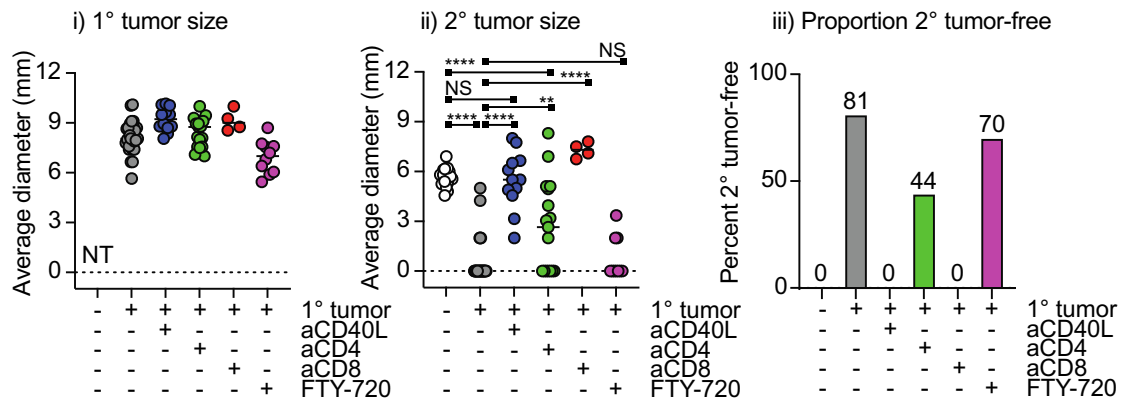 i) 1° tumor size
ii) 2° tumor size
iii) Proportion 2° tumor-free
Average diameter (mm)
12
9
6
3
0
NT
- + + + + + 1° tumor
- - + - - - aCD40L
- - - + - - aCD4
- - - - + - aCD8
- - - - - + FTY-720
Average diameter (mm)
12
9
6
3
0
NS
****
****
NS
**
**** ****
- + + + + + 1° tumor
- - + - - - aCD40L
- - - + - - aCD4
- - - - + - aCD8
- - - - - + FTY-720
Percent 2° tumor-free
100
50
0
0 81 0 44 0 70
- + + + + + 1° tumor
- - + - - - aCD40L
- - - + - - aCD4
- - - - + - aCD8
- - - - - + FTY-720